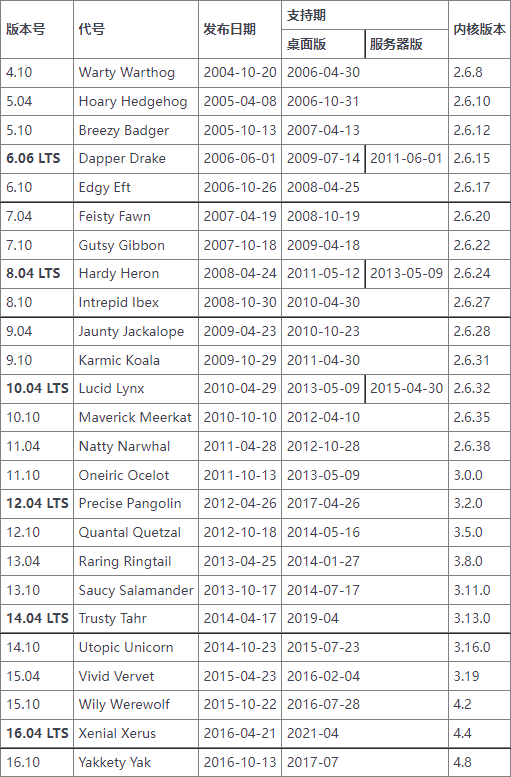 版本号 代号 发布日期 支持期 内核版本
桌面版 服务器版
4.10 Warty Warthog 2004-10-20 2006-04-30 2.6.8
5.04 Hoary Hedgehog 2005-04-08 2006-10-31 2.6.10
5.10 Breezy Badger 2005-10-13 2007-04-13 2.6.12
6.06 LTS Dapper Drake 2006-06-01 2009-07-14 2011-06-01 2.6.15
6.10 Edgy Eft 2006-10-26 2008-04-25 2.6.17
7.04 Feisty Fawn 2007-04-19 2008-10-19 2.6.20
7.10 Gutsy Gibbon 2007-10-18 2009-04-18 2.6.22
8.04 LTS Hardy Heron 2008-04-24 2011-05-12 2013-05-09 2.6.24
8.10 Intrepid Ibex 2008-10-30 2010-04-30 2.6.27
9.04 Jaunty Jackalope 2009-04-23 2010-10-23 2.6.28
9.10 Karmic Koala 2009-10-29 2011-04-30 2.6.31
10.04 LTS Lucid Lynx 2010-04-29 2013-05-09 2015-04-30 2.6.32
10.10 Maverick Meerkat 2010-10-10 2012-04-10 2.6.35
11.04 Natty Narwhal 2011-04-28 2012-10-28 2.6.38
11.10 Oneiric Ocelot 2011-10-13 2013-05-09 3.0.0
12.04 LTS Precise Pangolin 2012-04-26 2017-04-26 3.2.0
12.10 Quantal Quetzal 2012-10-18 2014-05-16 3.5.0
13.04 Raring Ringtail 2013-04-25 2014-01-27 3.8.0
13.10 Saucy Salamander 2013-10-17 2014-07-17 3.11.0
14.04 LTS Trusty Tahr 2014-04-17 2019-04 3.13.0
14.10 Utopic Unicorn 2014-10-23 2015-07-23 3.16.0
15.04 Vivid Vervet 2015-04-23 2016-02-04 3.19
15.10 Wily Werewolf 2015-10-22 2016-07-28 4.2
16.04 LTS Xenial Xerus 2016-04-21 2021-04 4.4
16.10 Yakkety Yak 2016-10-13 2017-07 4.8